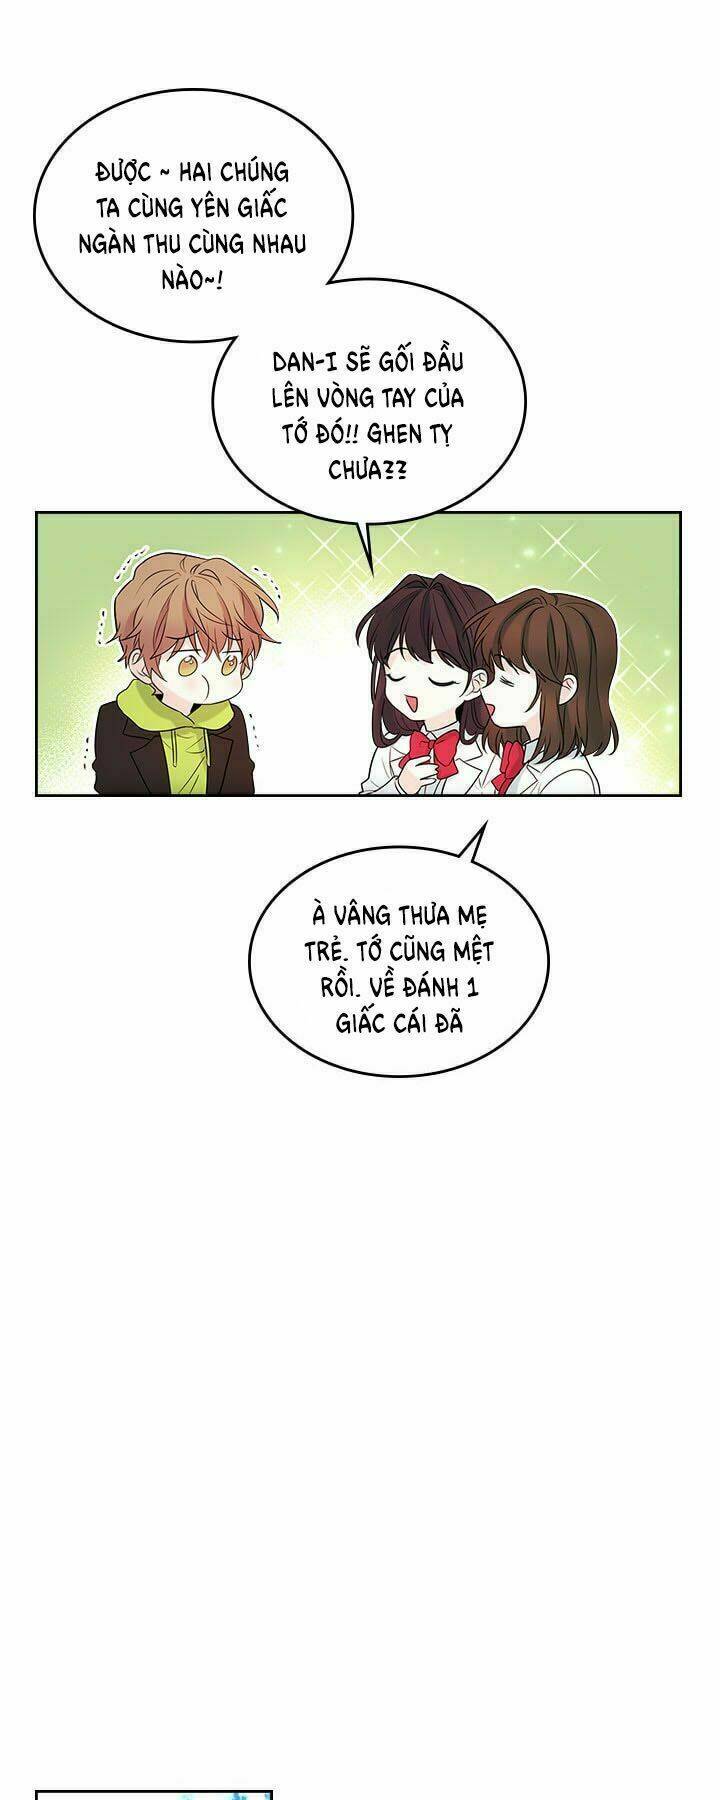 ĐƯỢC ~ HAI CHÚNG
TA CÙNG YÊN GIẤC
NGÀN THU CÙNG NHAU
NÀO~!
DAN-I SẼ GỐI ĐẦU
LÊN VÒNG TAY CỦA
TỚ ĐÓ!! GHEN TỴ
CHƯA??
À VÂNG THƯA MẸ
TRẺ. TỚ CŨNG MỆT
RỒI. VỀ ĐÁNH 1
GIẤC CÁI ĐÃ